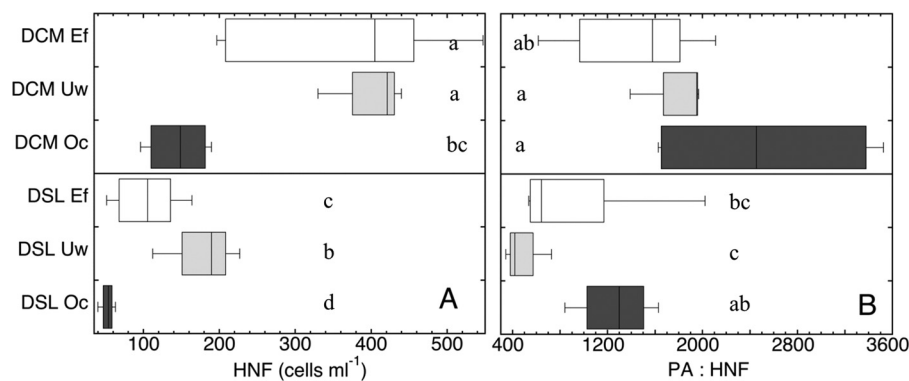 DCM Ef a ab
DCM Uw a a
DCM Oc bc a
DSL Ef c bc
DSL Uw b c
DSL Oc d A ab B
100 200 300 400 500 400 1200 2000 2800 3600
HNF (cells ml⁻¹) PA : HNF